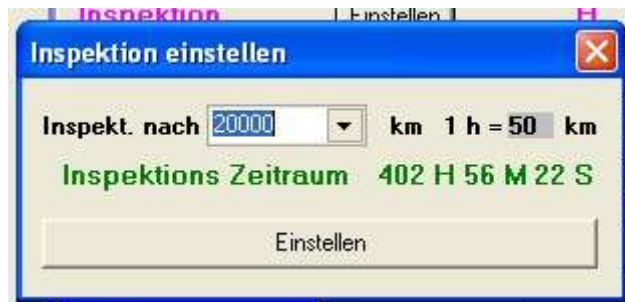 Inspektion Einstellen H
Inspektion einstellen
Inspekt. nach 20000 km 1 h = 50 km
Inspektions Zeitraum 402 H 56 M 22 S
Einstellen